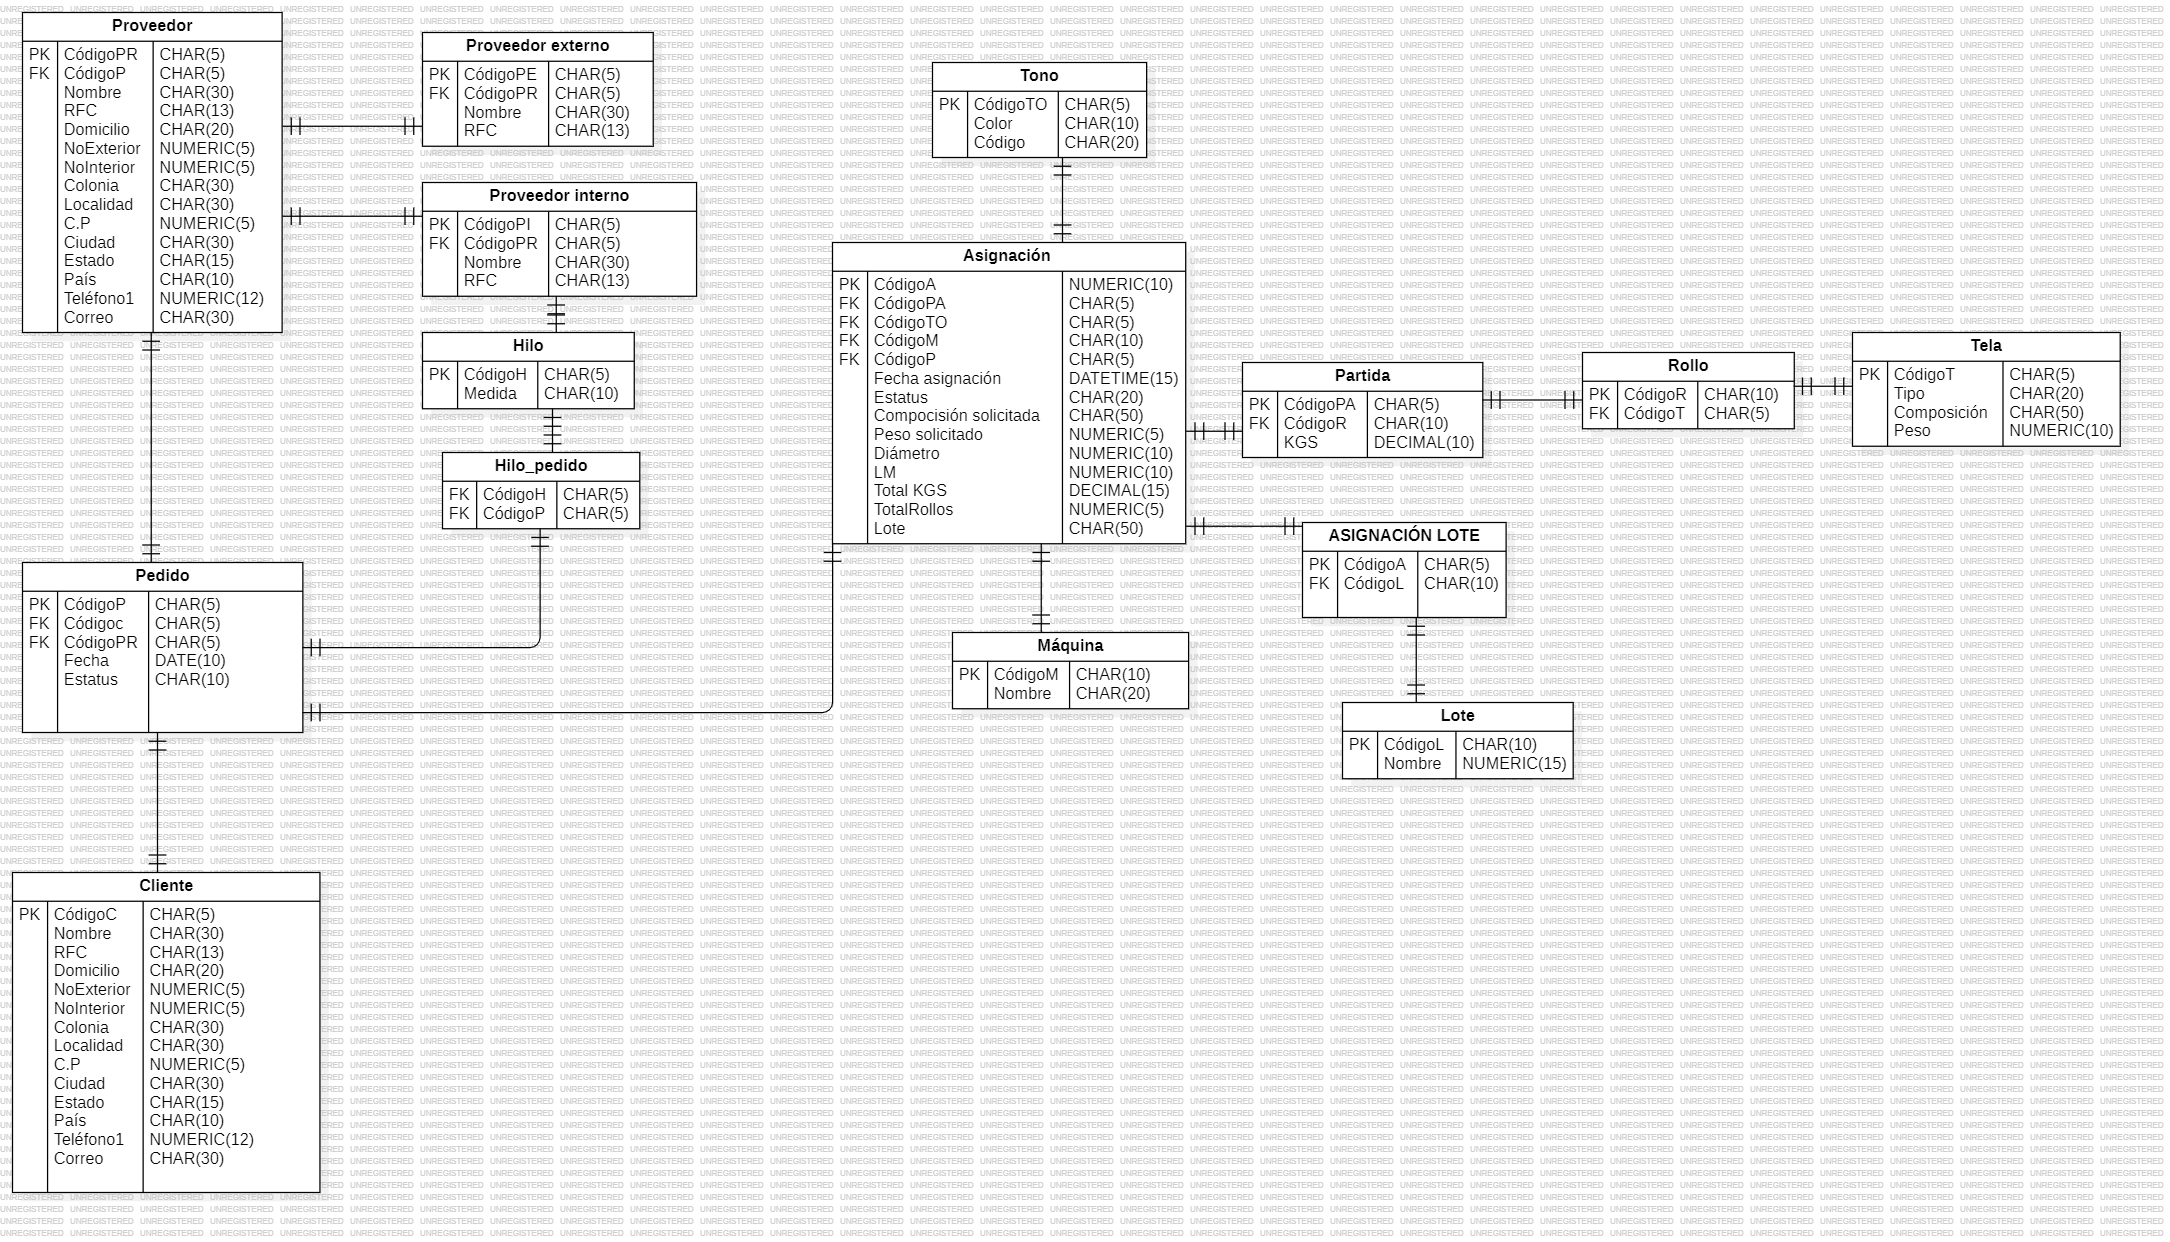 Proveedor
PK CódigoPR CHAR(5)
FK CódigoP CHAR(5)
Nombre CHAR(30)
RFC CHAR(13)
Domicilio CHAR(20)
NoExterior NUMERIC(5)
NoInterior NUMERIC(5)
Colonia CHAR(30)
Localidad CHAR(30)
C.P NUMERIC(5)
Ciudad CHAR(30)
Estado CHAR(15)
País CHAR(10)
Teléfono1 NUMERIC(12)
Correo CHAR(30)
Proveedor externo
PK CódigoPE CHAR(5)
FK CódigoPR CHAR(5)
Nombre CHAR(30)
RFC CHAR(13)
Proveedor interno
PK CódigoPI CHAR(5)
FK CódigoPR CHAR(5)
Nombre CHAR(30)
RFC CHAR(13)
Hilo
PK CódigoH CHAR(5)
Medida CHAR(10)
Hilo_pedido
FK CódigoH CHAR(5)
FK CódigoP CHAR(5)
Pedido
PK CódigoP CHAR(5)
FK Códigoc CHAR(5)
FK CódigoPR CHAR(5)
Fecha DATE(10)
Estatus CHAR(10)
Cliente
PK CódigoC CHAR(5)
Nombre CHAR(30)
RFC CHAR(13)
Domicilio CHAR(20)
NoExterior NUMERIC(5)
NoInterior NUMERIC(5)
Colonia CHAR(30)
Localidad CHAR(30)
C.P NUMERIC(5)
Ciudad CHAR(30)
Estado CHAR(15)
País CHAR(10)
Teléfono1 NUMERIC(12)
Correo CHAR(30)
Tono
PK CódigoTO CHAR(5)
Color CHAR(10)
Código CHAR(20)
Asignación
PK CódigoA NUMERIC(10)
FK CódigoPA CHAR(5)
FK CódigoTO CHAR(5)
FK CódigoM CHAR(10)
FK CódigoP CHAR(5)
Fecha asignación DATETIME(15)
Estatus CHAR(20)
Compocisión solicitada CHAR(50)
Peso solicitado NUMERIC(5)
Diámetro NUMERIC(10)
LM NUMERIC(10)
Total KGS DECIMAL(15)
TotalRollos NUMERIC(5)
Lote CHAR(50)
Máquina
PK CódigoM CHAR(10)
Nombre CHAR(20)
Partida
PK CódigoPA CHAR(5)
FK CódigoR CHAR(10)
KGS DECIMAL(10)
Rollo
PK CódigoR CHAR(10)
FK CódigoT CHAR(5)
Tela
PK CódigoT CHAR(5)
Tipo CHAR(20)
Composición CHAR(50)
Peso NUMERIC(10)
ASIGNACIÓN LOTE
PK CódigoA CHAR(5)
FK CódigoL CHAR(10)
Lote
PK CódigoL CHAR(10)
Nombre NUMERIC(15)
UNREGISTERED